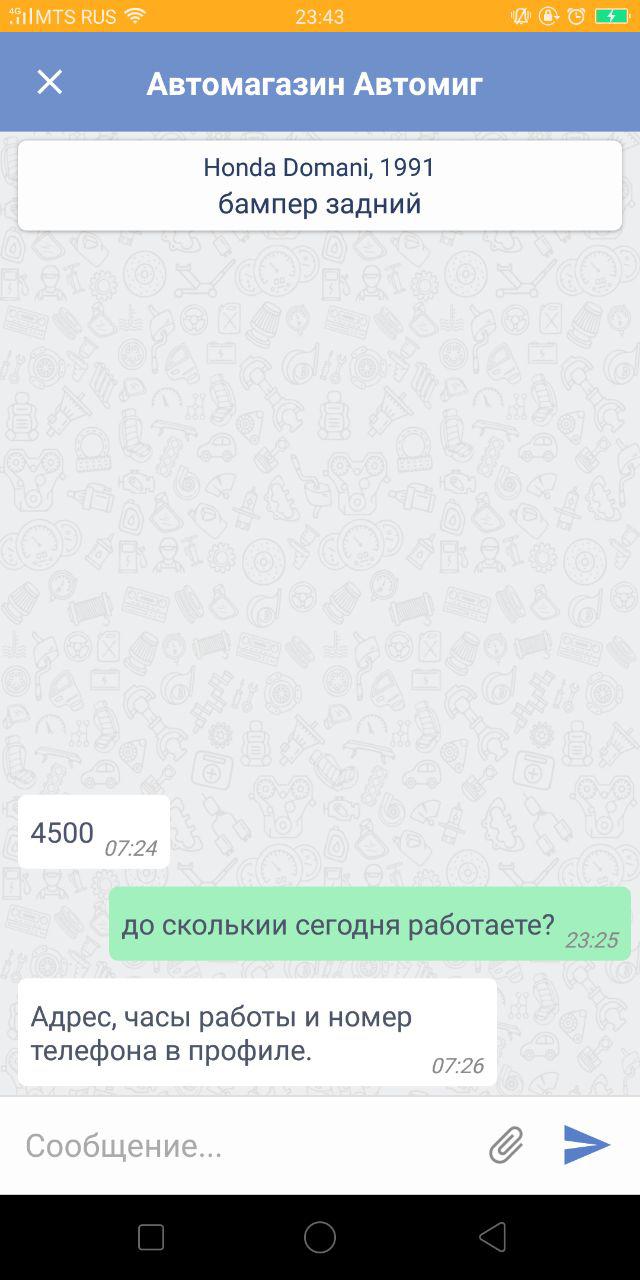 4G MTS RUS 23:43
Автомагазин Автомиг
Honda Domani, 1991
бампер задний
4500 07:24
до сколькии сегодня работаете? 23:25
Адрес, часы работы и номер
телефона в профиле. 07:26
Сообщение...